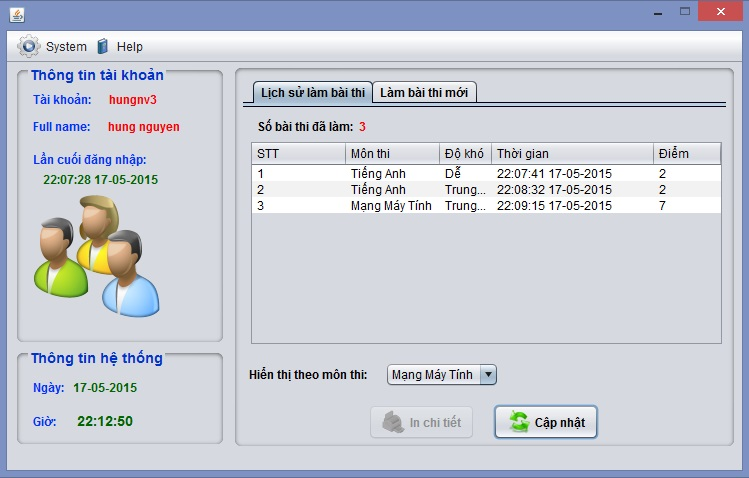 System Help
Thông tin tài khoản
Tài khoản: hungnv3
Full name: hung nguyen
Lần cuối đăng nhập:
22:07:28 17-05-2015
Thông tin hệ thống
Ngày: 17-05-2015
Giờ: 22:12:50
Lịch sử làm bài thi Làm bài thi mới
Số bài thi đã làm: 3
STT Môn thi Độ khó Thời gian Điểm
1 Tiếng Anh Dễ 22:07:41 17-05-2015 2
2 Tiếng Anh Trung... 22:08:32 17-05-2015 2
3 Mạng Máy Tính Trung... 22:09:15 17-05-2015 7
Hiển thị theo môn thi: Mạng Máy Tính
In chi tiết Cập nhật